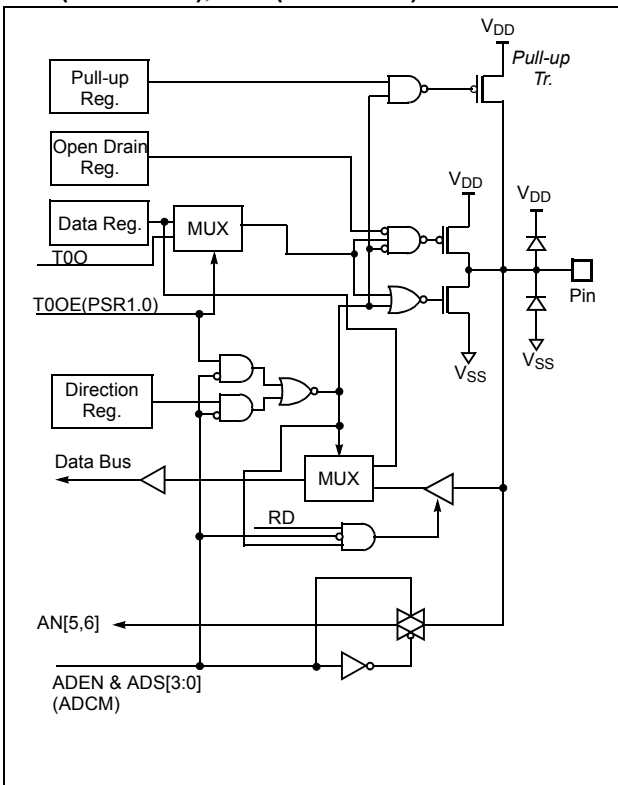 VDD
Pull-up
Tr.
Pull-up
Reg.
Open Drain
Reg.
VDD
VDD
Data Reg.
MUX
T0O
Pin
T0OE(PSR1.0)
VSS
VSS
Direction
Reg.
Data Bus
MUX
RD
AN[5,6]
ADEN & ADS[3:0]
(ADCM)